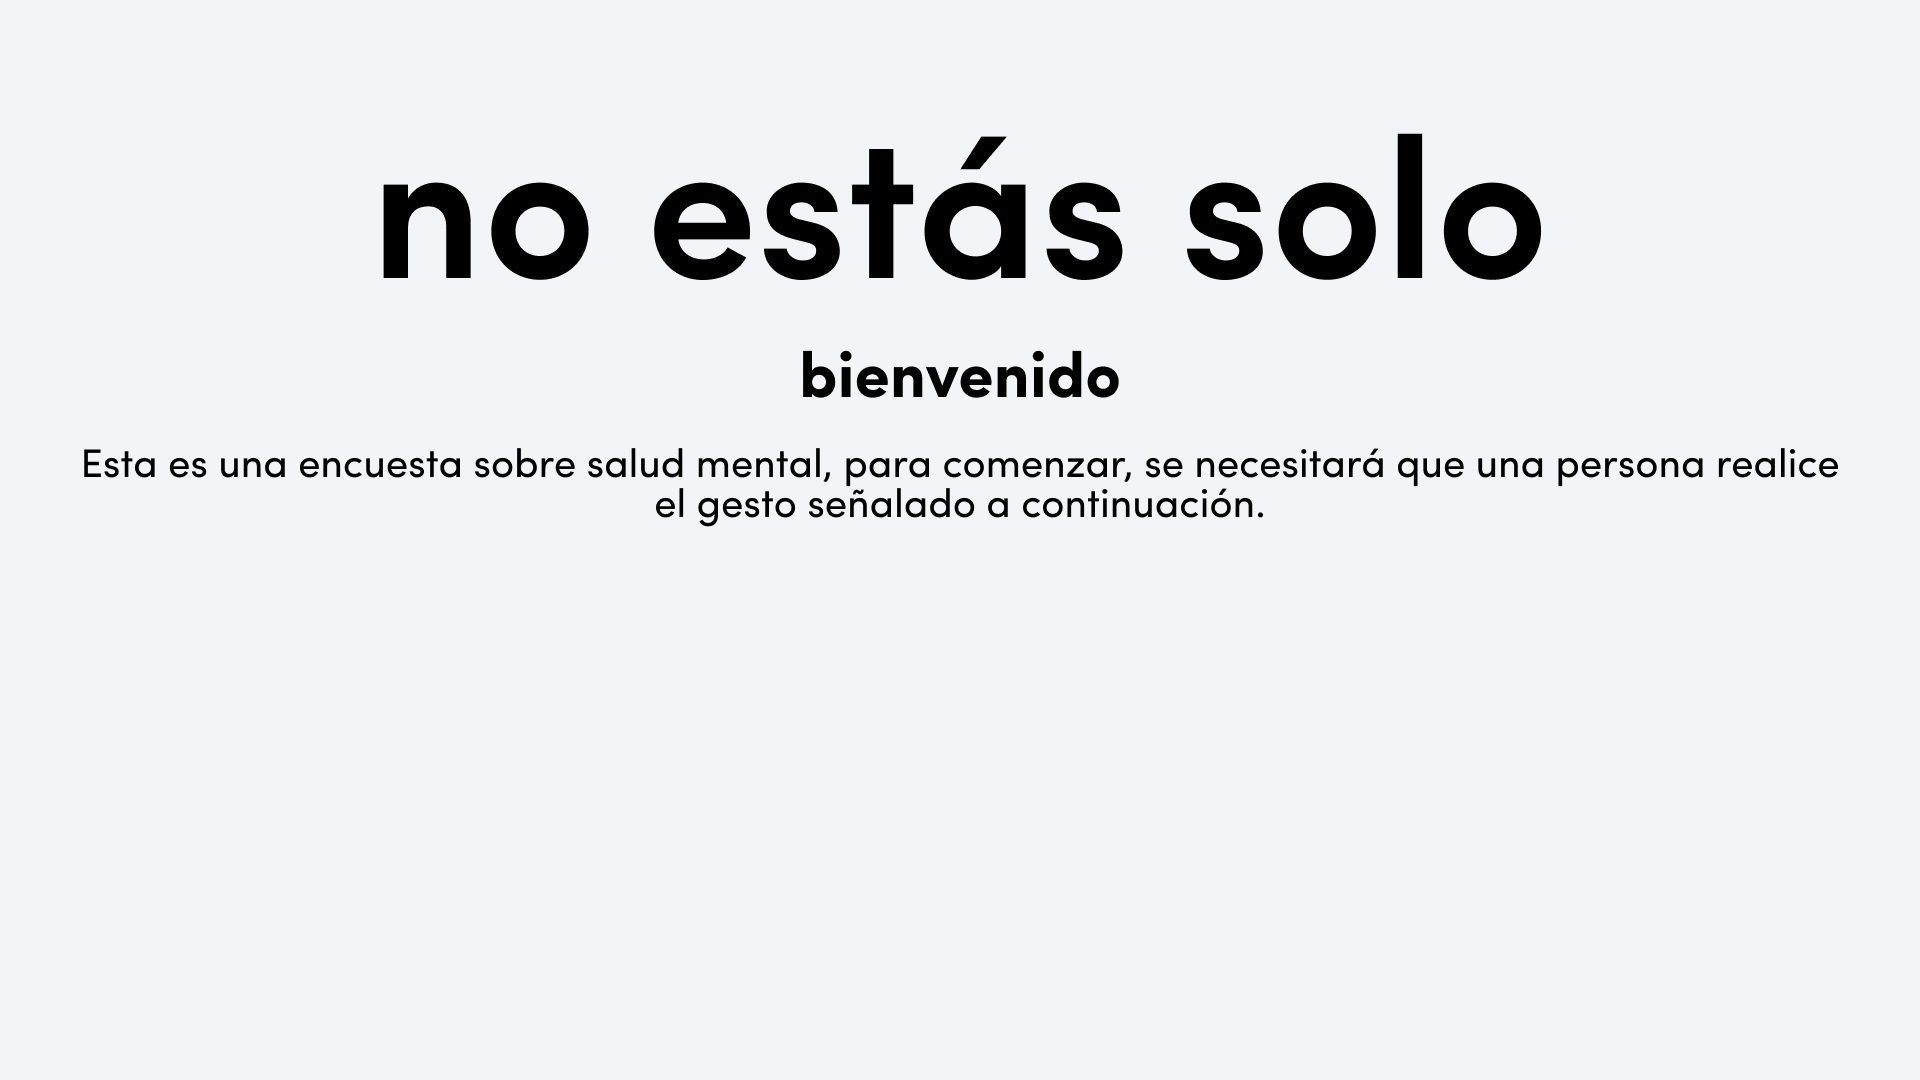 no estás solo
bienvenido
Esta es una encuesta sobre salud mental, para comenzar, se necesitará que una persona realice
el gesto señalado a continuación.